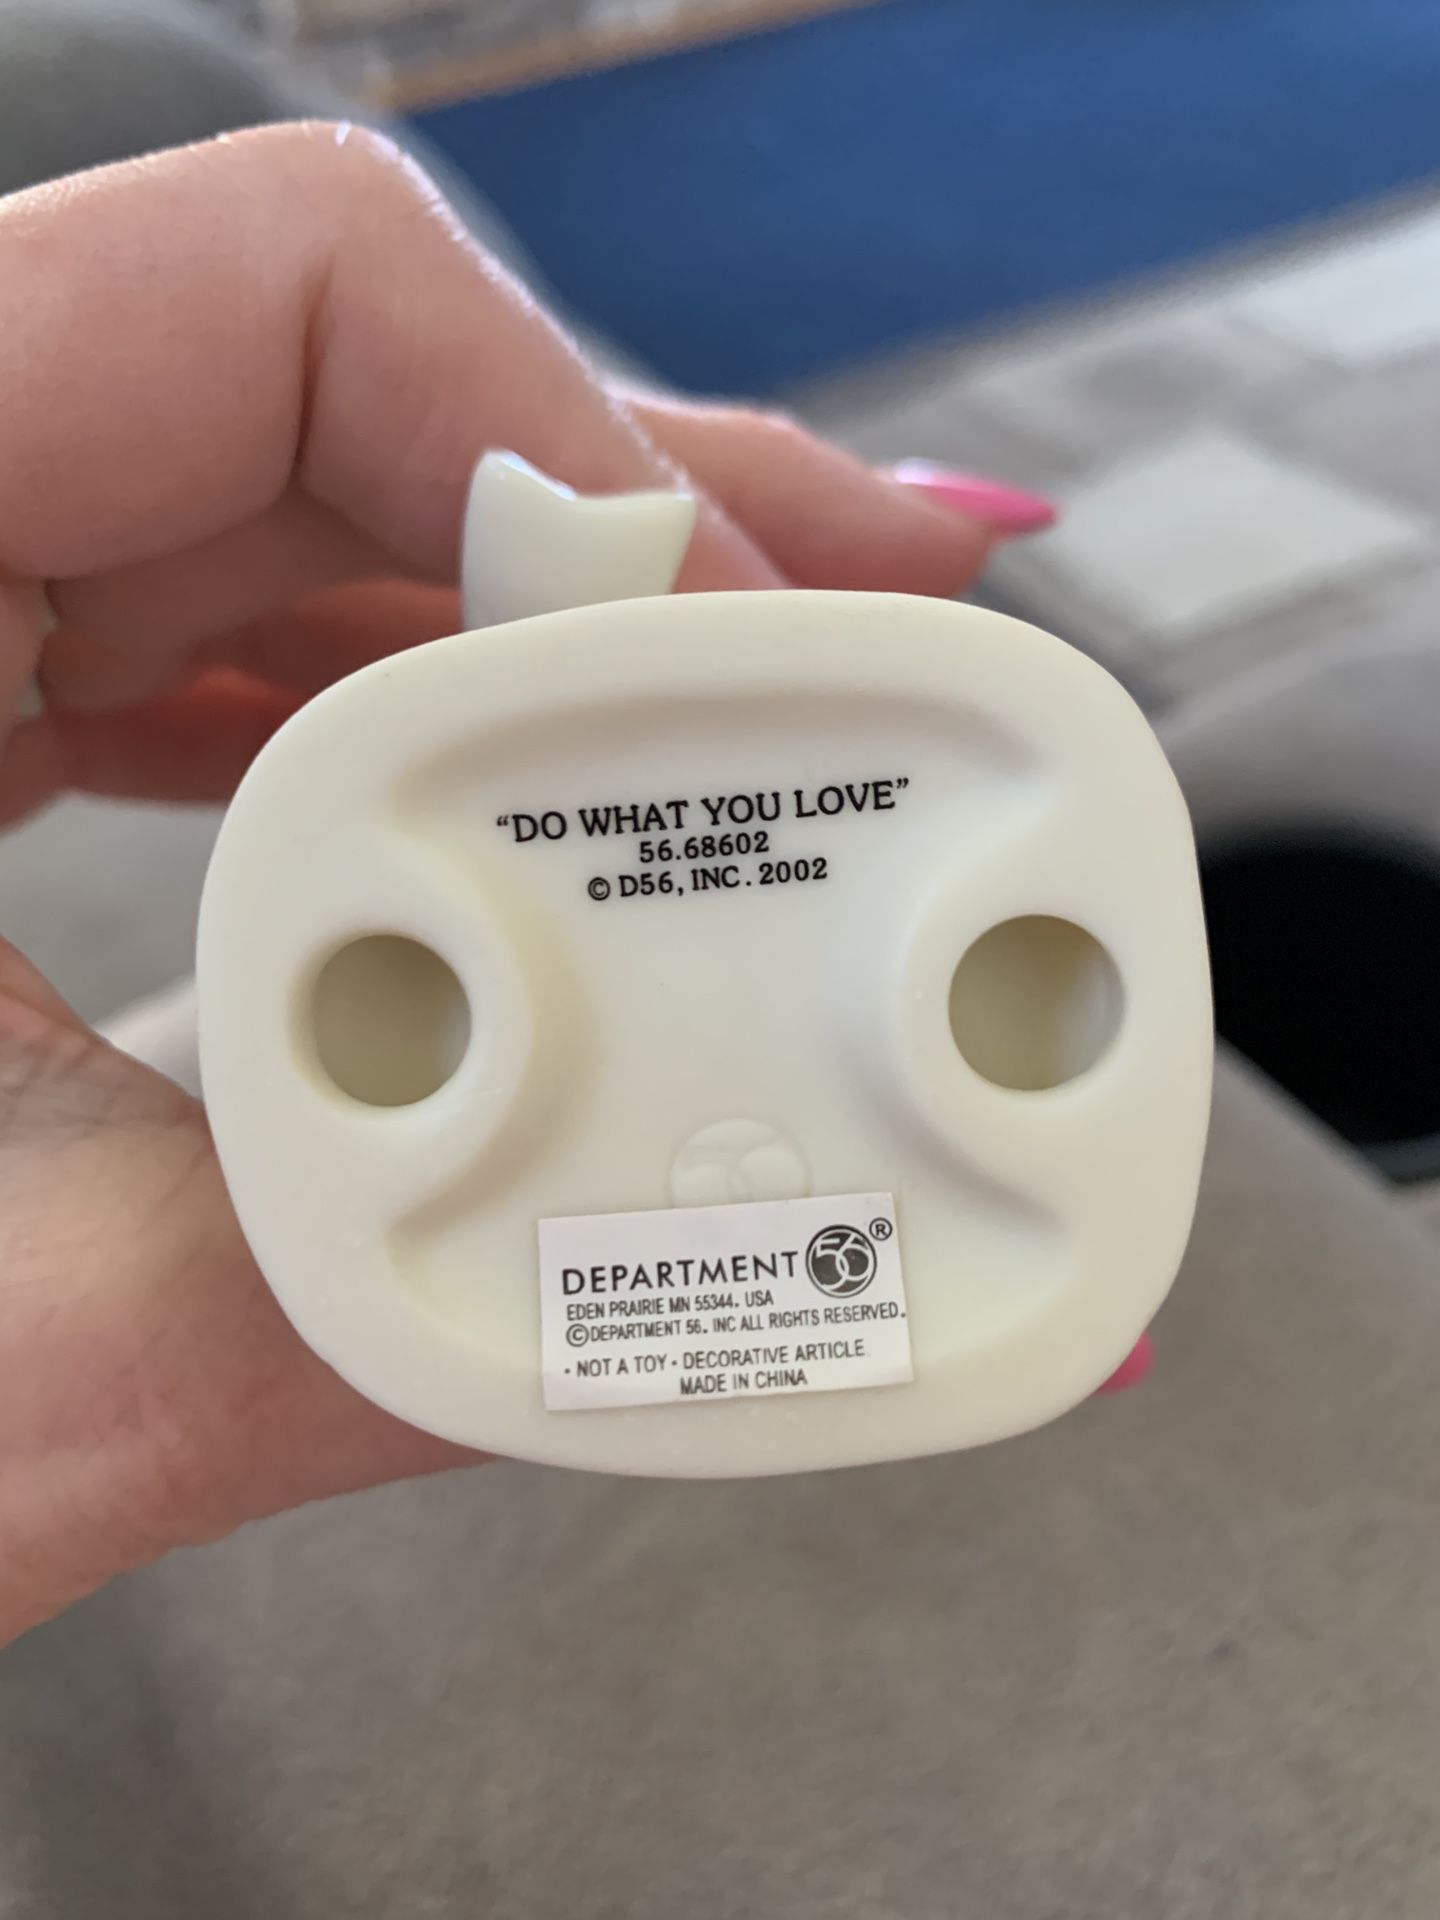 “DO WHAT YOU LOVE”
56.68602
© D56, INC. 2002
56
DEPARTMENT 56®
EDEN PRAIRIE MN 55344. USA
©DEPARTMENT 56. INC ALL RIGHTS RESERVED.
• NOT A TOY • DECORATIVE ARTICLE
MADE IN CHINA